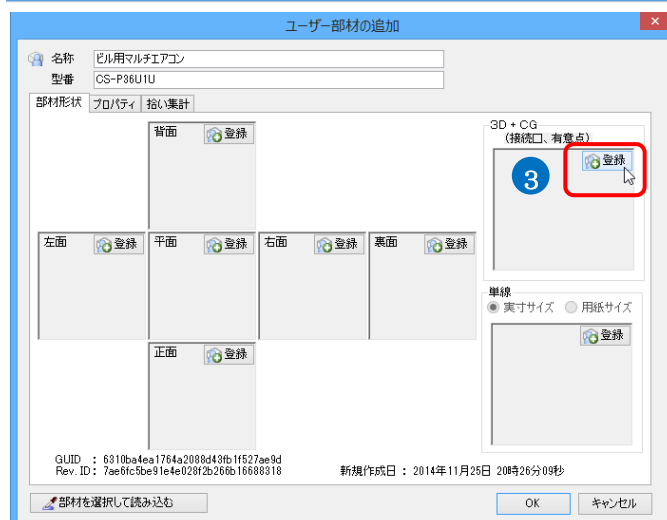 ユーザー部材の追加
×
名称 ビル用マルチエアコン
型番 CS-P36U1U
部材形状 プロパティ 拾い集計
背面 登録
3D + CG
(接続口、有意点)
登録
3
左面 登録 平面 登録 右面 登録 裏面 登録
単線
実寸サイズ 用紙サイズ
登録
正面 登録
GUID : 6310ba4ea1764a2088d43fb1f527ae9d
Rev. ID : 7ae6fc5be91e4e028f2b266b16688318 新規作成日 : 2014年11月25日 20時26分09秒
部材を選択して読み込む OK キャンセル